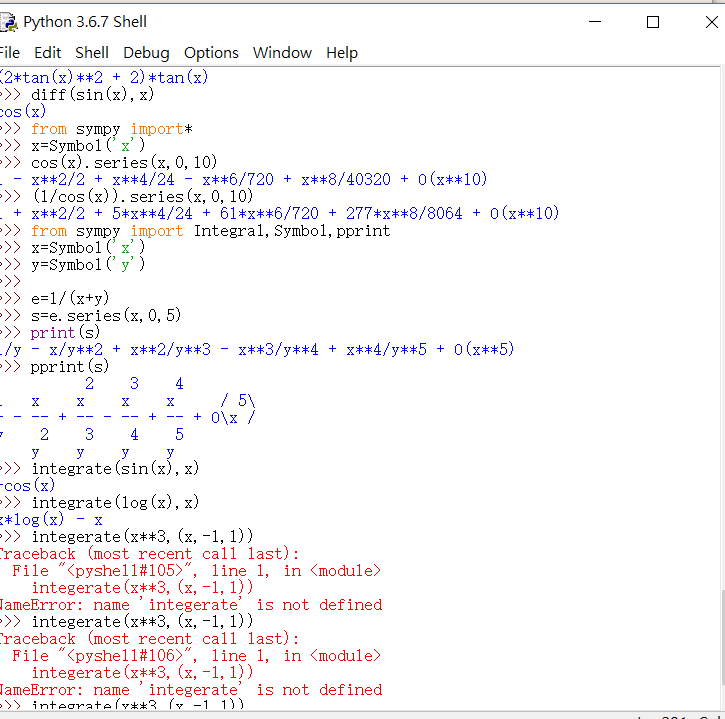 Python 3.6.7 Shell
File Edit Shell Debug Options Window Help
(2*tan(x)**2 + 2)*tan(x)
>>> diff(sin(x),x)
cos(x)
>>> from sympy import*
>>> x=Symbol('x')
>>> cos(x).series(x,0,10)
1 - x**2/2 + x**4/24 - x**6/720 + x**8/40320 + O(x**10)
>>> (1/cos(x)).series(x,0,10)
1 + x**2/2 + 5*x**4/24 + 61*x**6/720 + 277*x**8/8064 + O(x**10)
>>> from sympy import Integral,Symbol,pprint
>>> x=Symbol('x')
>>> y=Symbol('y')
>>>
>>> e=1/(x+y)
>>> s=e.series(x,0,5)
>>> print(s)
1/y - x/y**2 + x**2/y**3 - x**3/y**4 + x**4/y**5 + O(x**5)
>>> pprint(s)
2 3 4
1 x x x x / 5\
- - -- + -- - -- + -- + O\x /
y 2 3 4 5
y y y y
>>> integrate(sin(x),x)
-cos(x)
>>> integrate(log(x),x)
x*log(x) - x
>>> integerate(x**3,(x,-1,1))
Traceback (most recent call last):
File "<pyshell#105>", line 1, in <module>
integerate(x**3,(x,-1,1))
NameError: name 'integerate' is not defined
>>> integerate(x**3,(x,-1,1))
Traceback (most recent call last):
File "<pyshell#106>", line 1, in <module>
integerate(x**3,(x,-1,1))
NameError: name 'integerate' is not defined
>>> integrate(x**3,(x,-1,1))